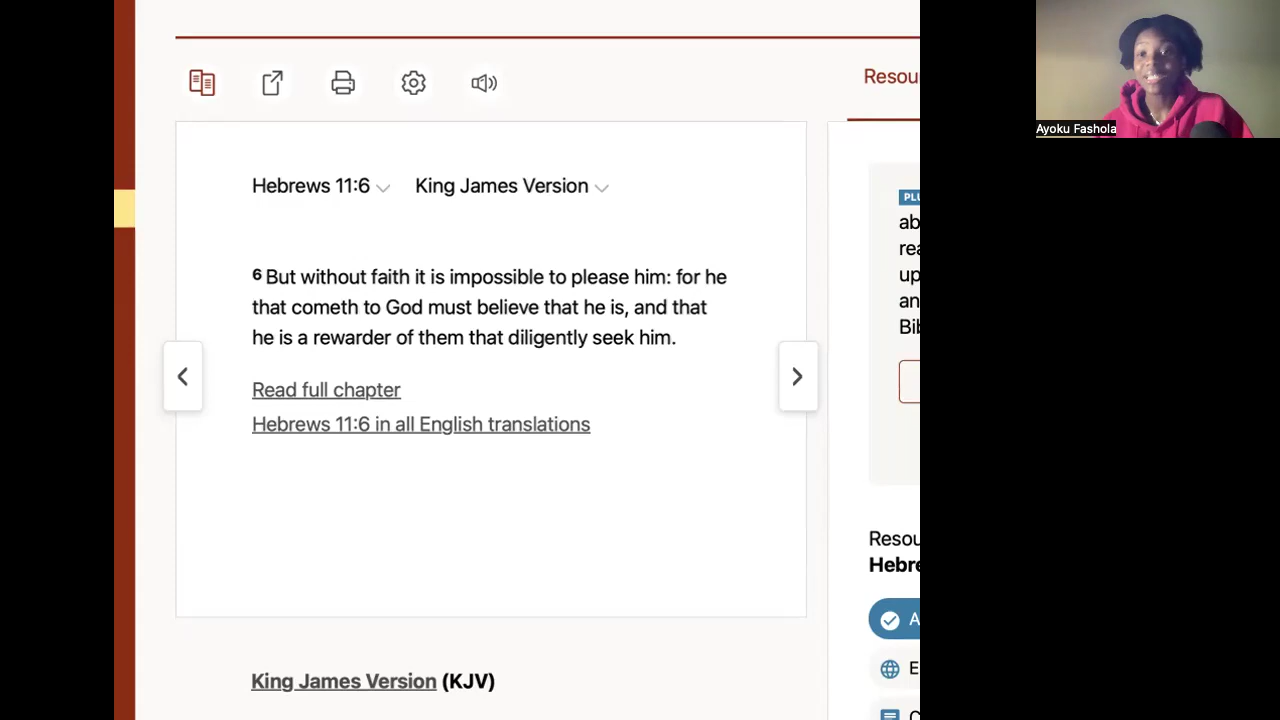 Resou
Ayoku Fashola
Hebrews 11:6 King James Version
6 But without faith it is impossible to please him: for he
that cometh to God must believe that he is, and that
he is a rewarder of them that diligently seek him.
Read full chapter
Hebrews 11:6 in all English translations
King James Version (KJV)
PLU
ab
rea
up
an
Bib
Resou
Hebre
A
E